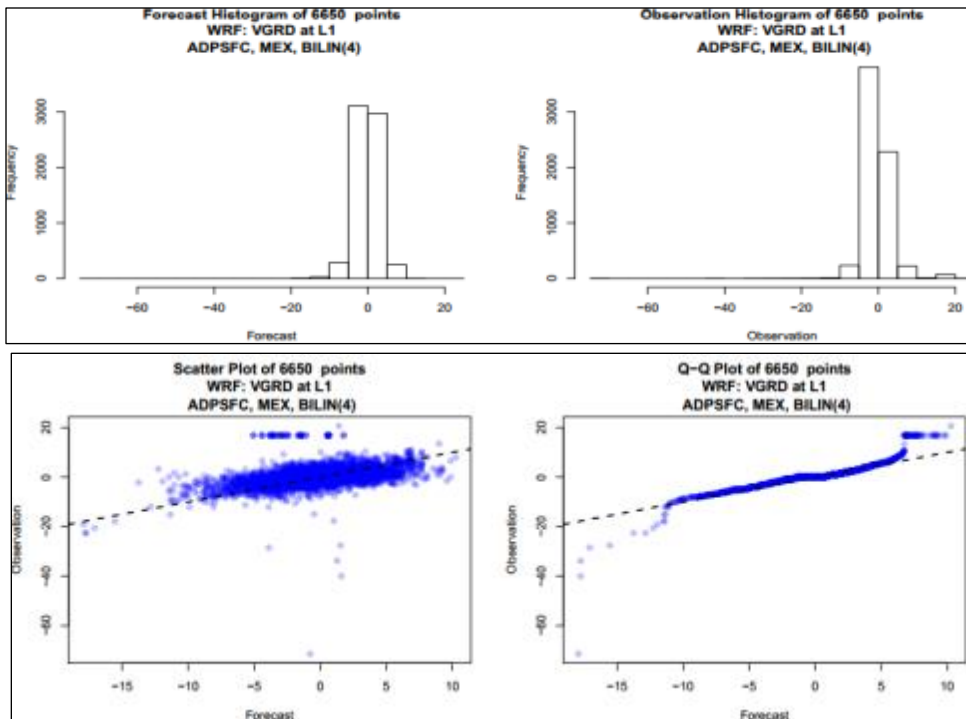 Forecast Histogram of 6650 points
WRF: VGRD at L1
ADPSFC, MEX, BILIN(4)
Frequency
0 1000 2000 3000
−60 −40 −20 0 20
Forecast
Observation Histogram of 6650 points
WRF: VGRD at L1
ADPSFC, MEX, BILIN(4)
Frequency
0 1000 2000 3000
−60 −40 −20 0 20
Observation
Scatter Plot of 6650 points
WRF: VGRD at L1
ADPSFC, MEX, BILIN(4)
Observation
−60 −40 −20 0 20
−15 −10 −5 0 5 10
Forecast
Q−Q Plot of 6650 points
WRF: VGRD at L1
ADPSFC, MEX, BILIN(4)
Observation
−60 −40 −20 0 20
−15 −10 −5 0 5 10
Forecast